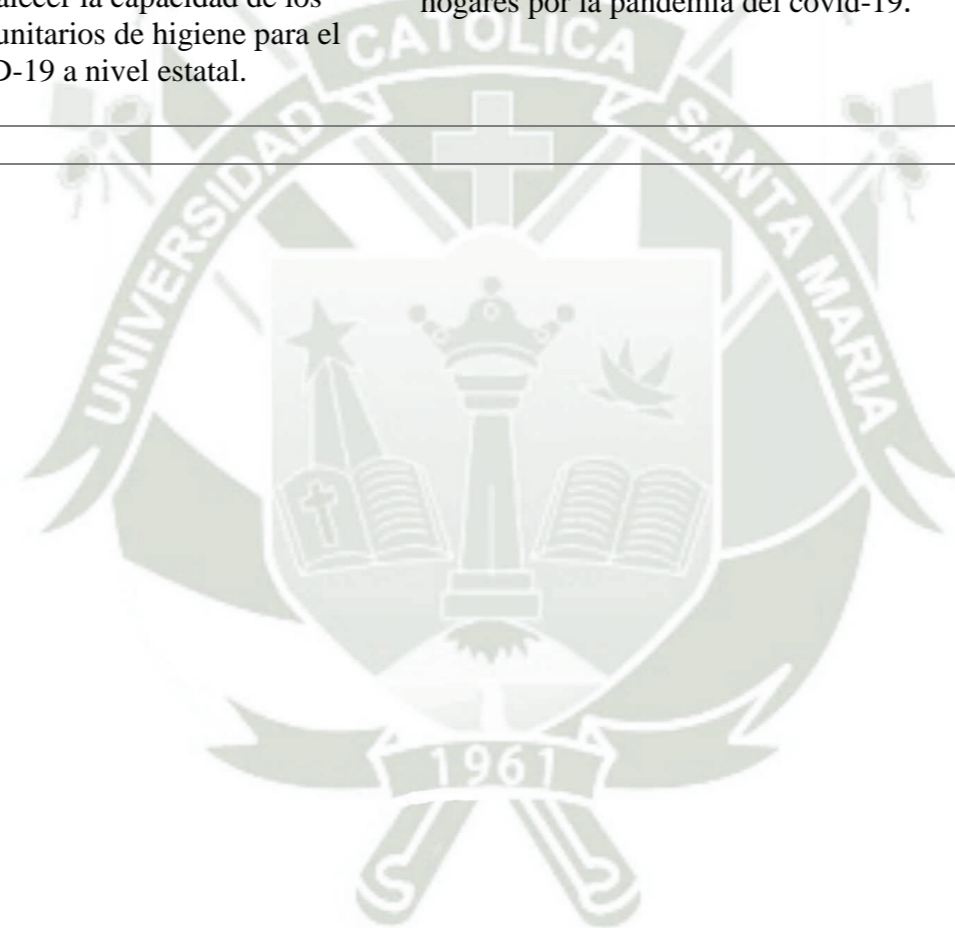 alecer la capacidad de los
unitarios de higiene para el
D-19 a nivel estatal.
hogares por la pandemia del covid-19.
UNIVERSIDAD CATOLICA SANTA MARIA
1961